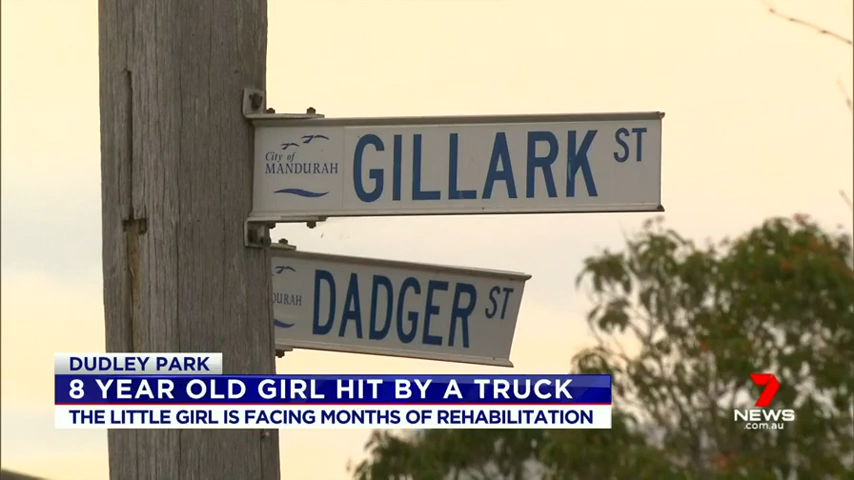 City of
MANDURAH
GILLARK ST
DURAH
DADGER ST
DUDLEY PARK
8 YEAR OLD GIRL HIT BY A TRUCK
THE LITTLE GIRL IS FACING MONTHS OF REHABILITATION
7
NEWS
.com.au